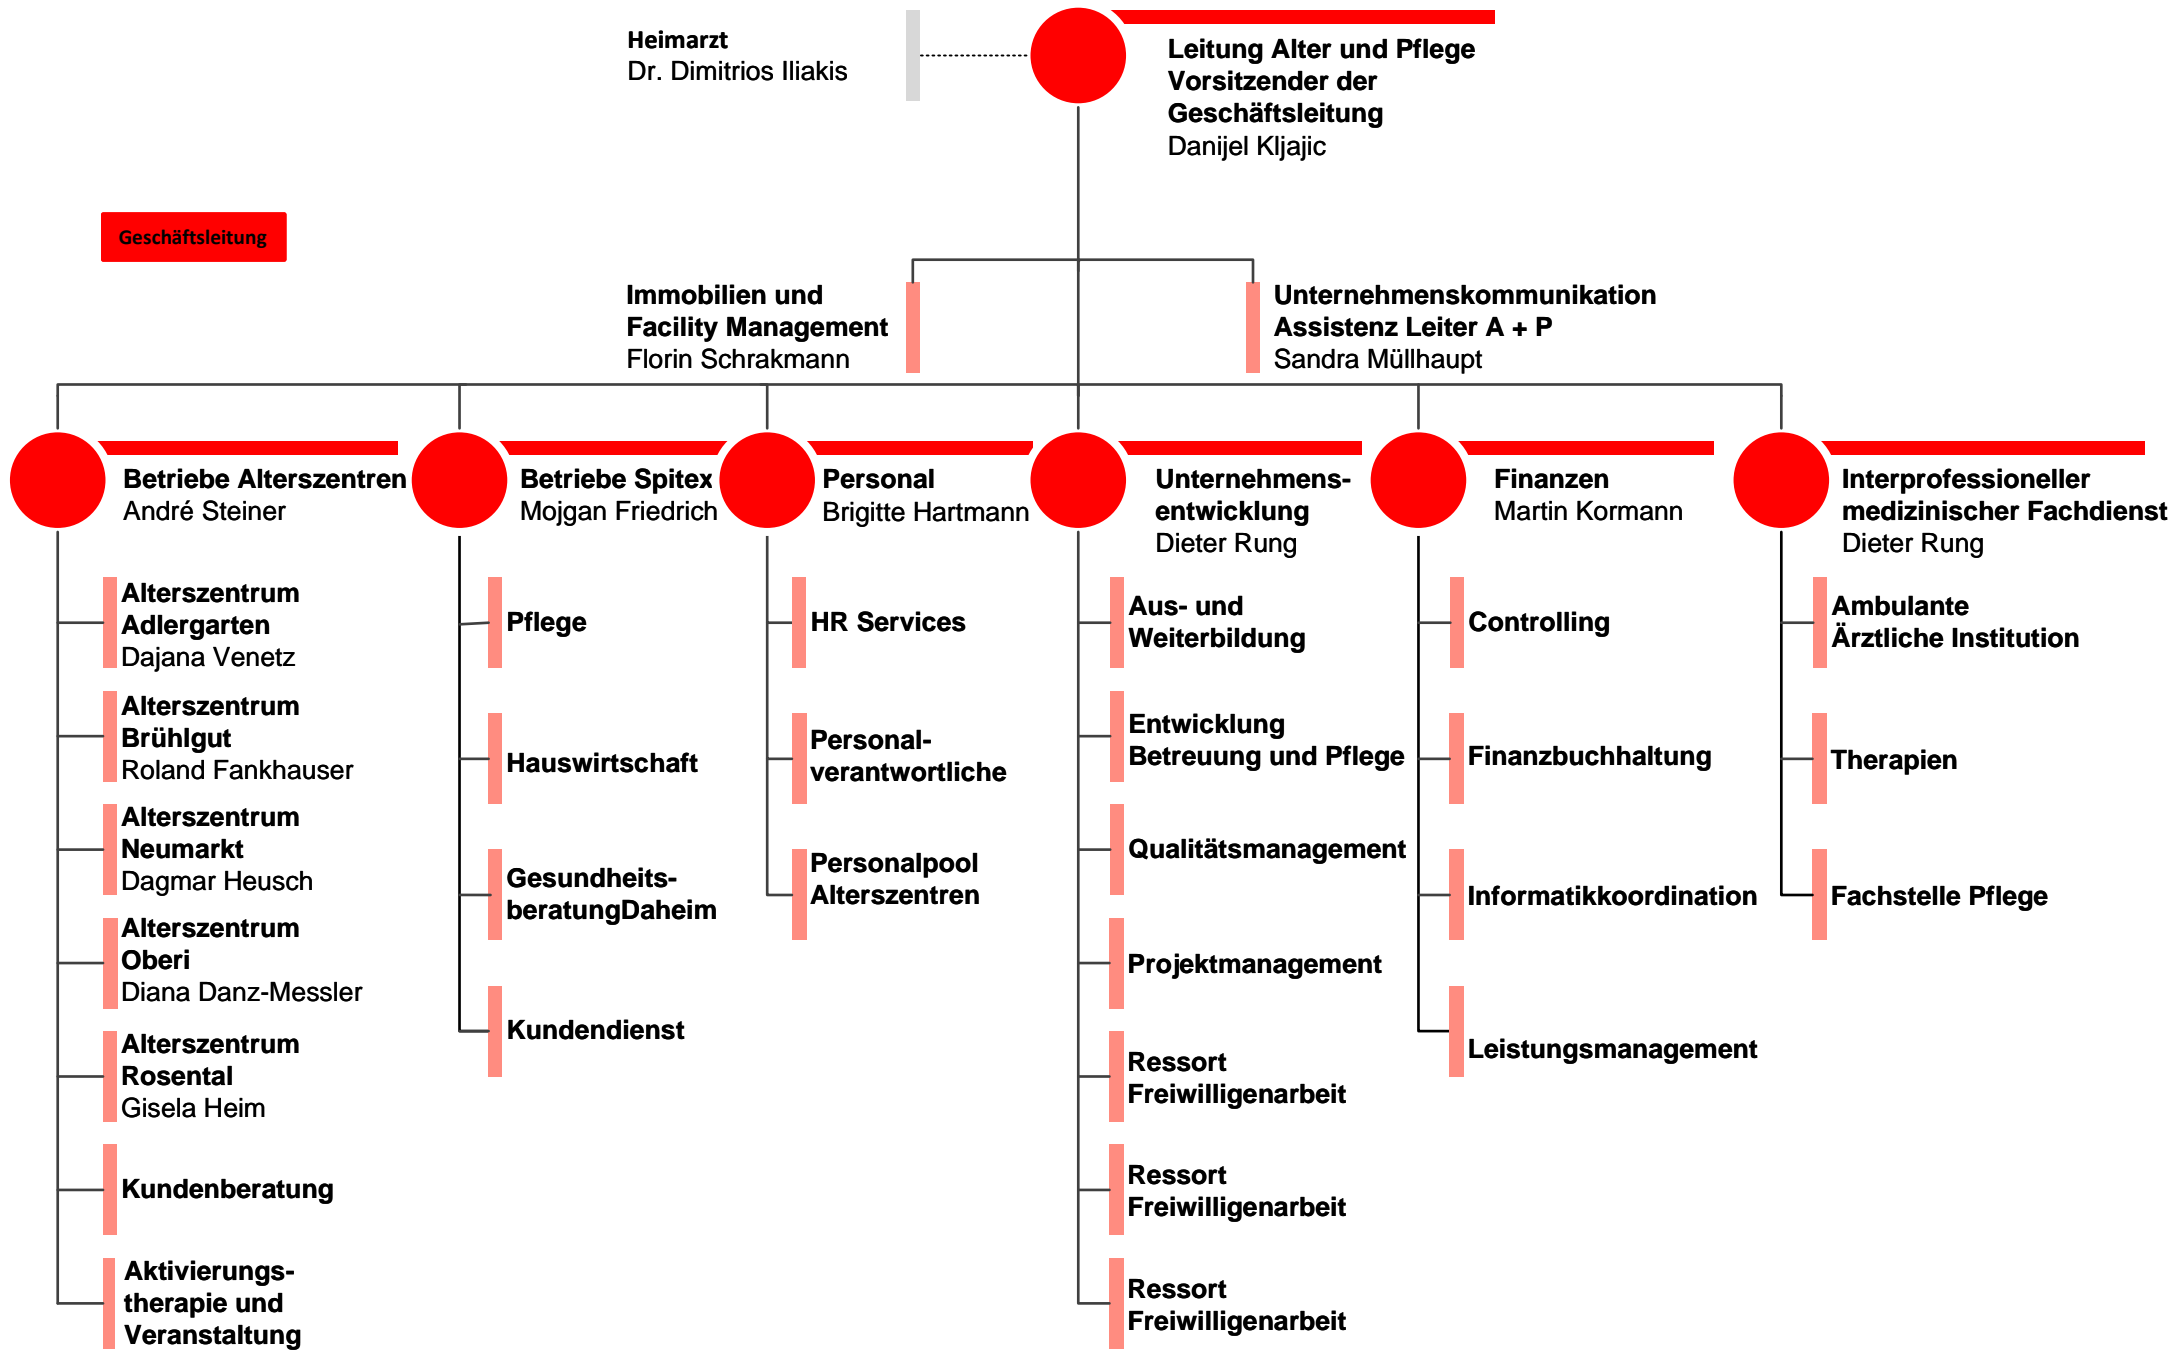 Heimarzt
Dr. Dimitrios Iliakis
Leitung Alter und Pflege
Vorsitzender der
Geschäftsleitung
Danijel Kljajic
Geschäftsleitung
Immobilien und
Facility Management
Florin Schrakmann
Unternehmenskommunikation
Assistenz Leiter A + P
Sandra Müllhaupt
Betriebe Alterszentren
André Steiner
Alterszentrum
Adlergarten
Dajana Venetz
Alterszentrum
Brühlgut
Roland Fankhauser
Alterszentrum
Neumarkt
Dagmar Heusch
Alterszentrum
Oberi
Diana Danz-Messler
Alterszentrum
Rosental
Gisela Heim
Kundenberatung
Aktivierungs-
therapie und
Veranstaltung
Betriebe Spitex
Mojgan Friedrich
Pflege
Hauswirtschaft
Gesundheits-
beratungDaheim
Kundendienst
Personal
Brigitte Hartmann
HR Services
Personal-
verantwortliche
Personalpool
Alterszentren
Unternehmens-
entwicklung
Dieter Rung
Aus- und
Weiterbildung
Entwicklung
Betreuung und Pflege
Qualitätsmanagement
Projektmanagement
Ressort
Freiwilligenarbeit
Ressort
Freiwilligenarbeit
Ressort
Freiwilligenarbeit
Finanzen
Martin Kormann
Controlling
Finanzbuchhaltung
Informatikkoordination
Leistungsmanagement
Interprofessioneller
medizinischer Fachdienst
Dieter Rung
Ambulante
Ärztliche Institution
Therapien
Fachstelle Pflege